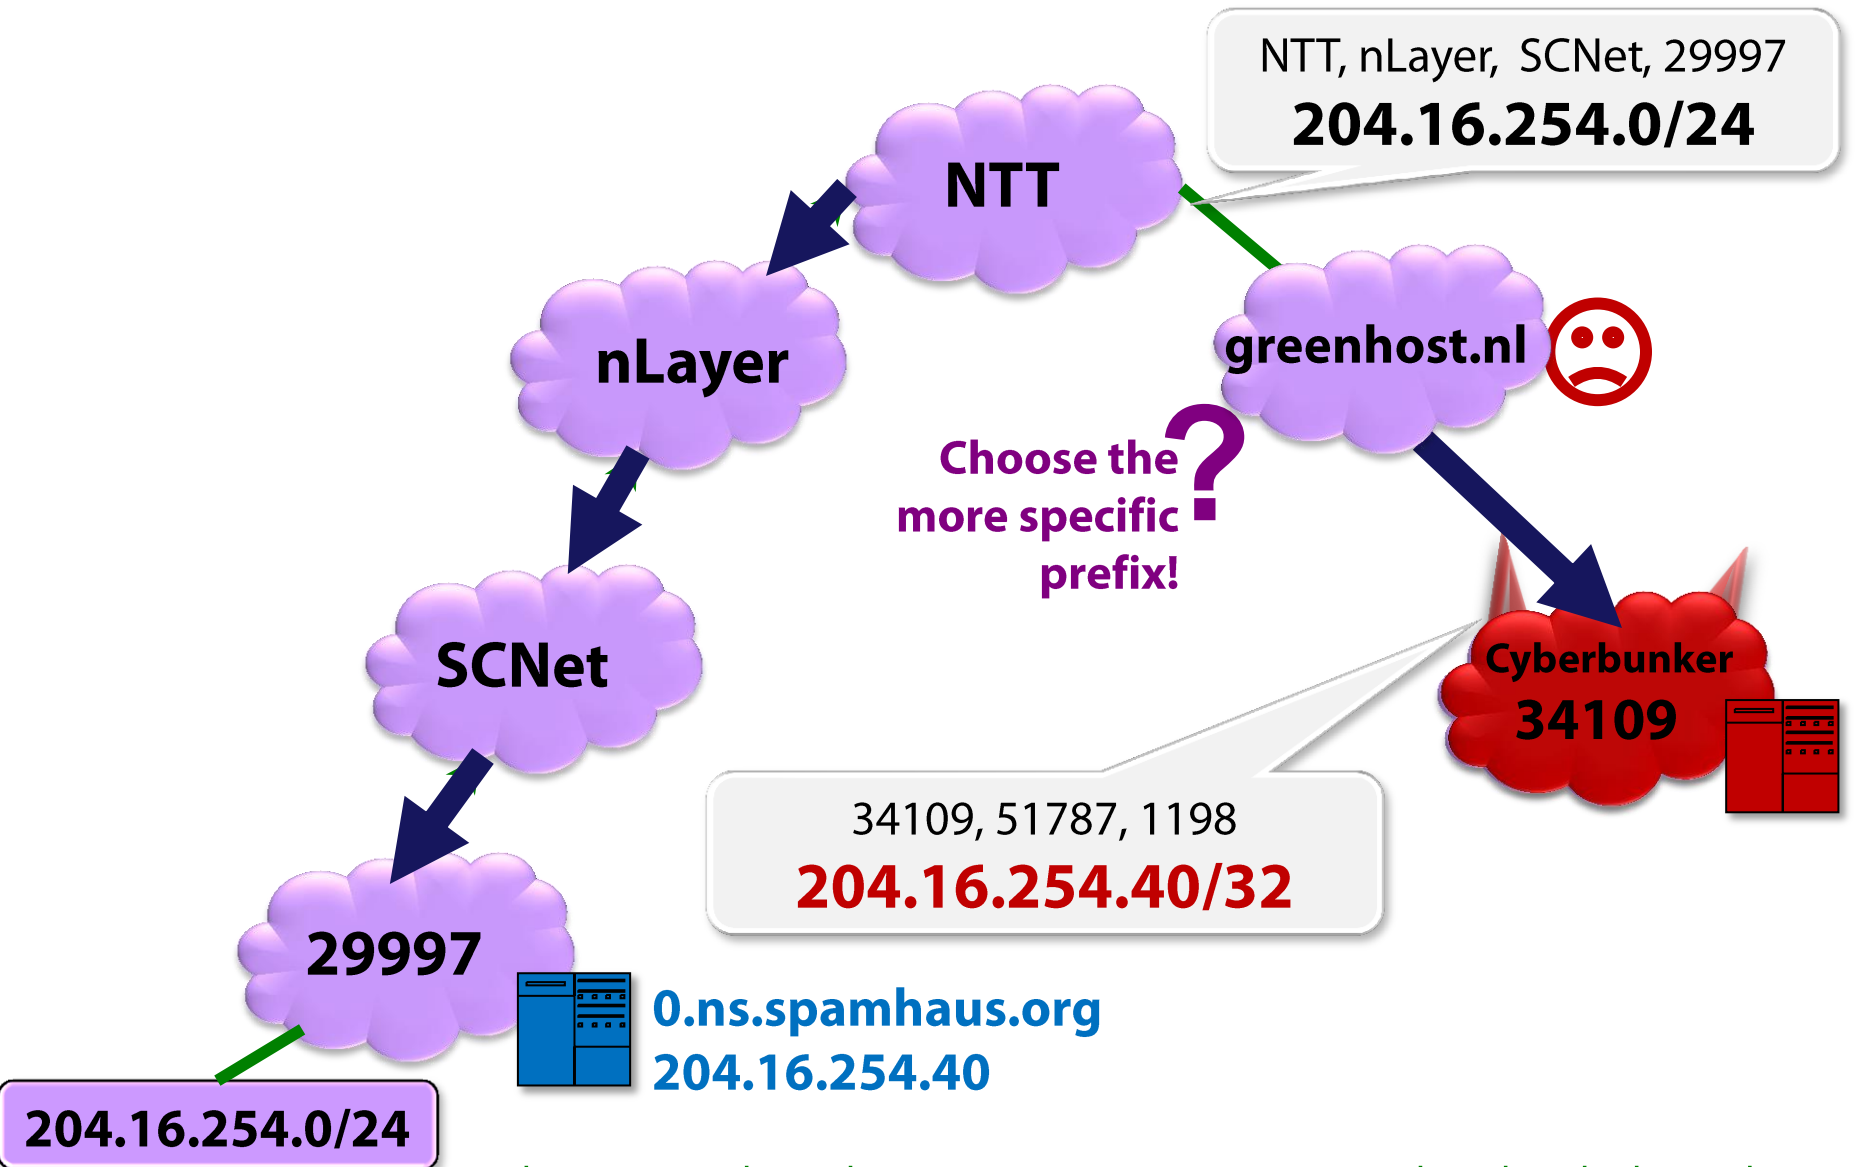 NTT, nLayer, SCNet, 29997
204.16.254.0/24
NTT
nLayer
greenhost.nl
?
Choose the
more specific
prefix!
SCNet
Cyberbunker
34109
34109, 51787, 1198
204.16.254.40/32
29997
0.ns.spamhaus.org
204.16.254.40
204.16.254.0/24